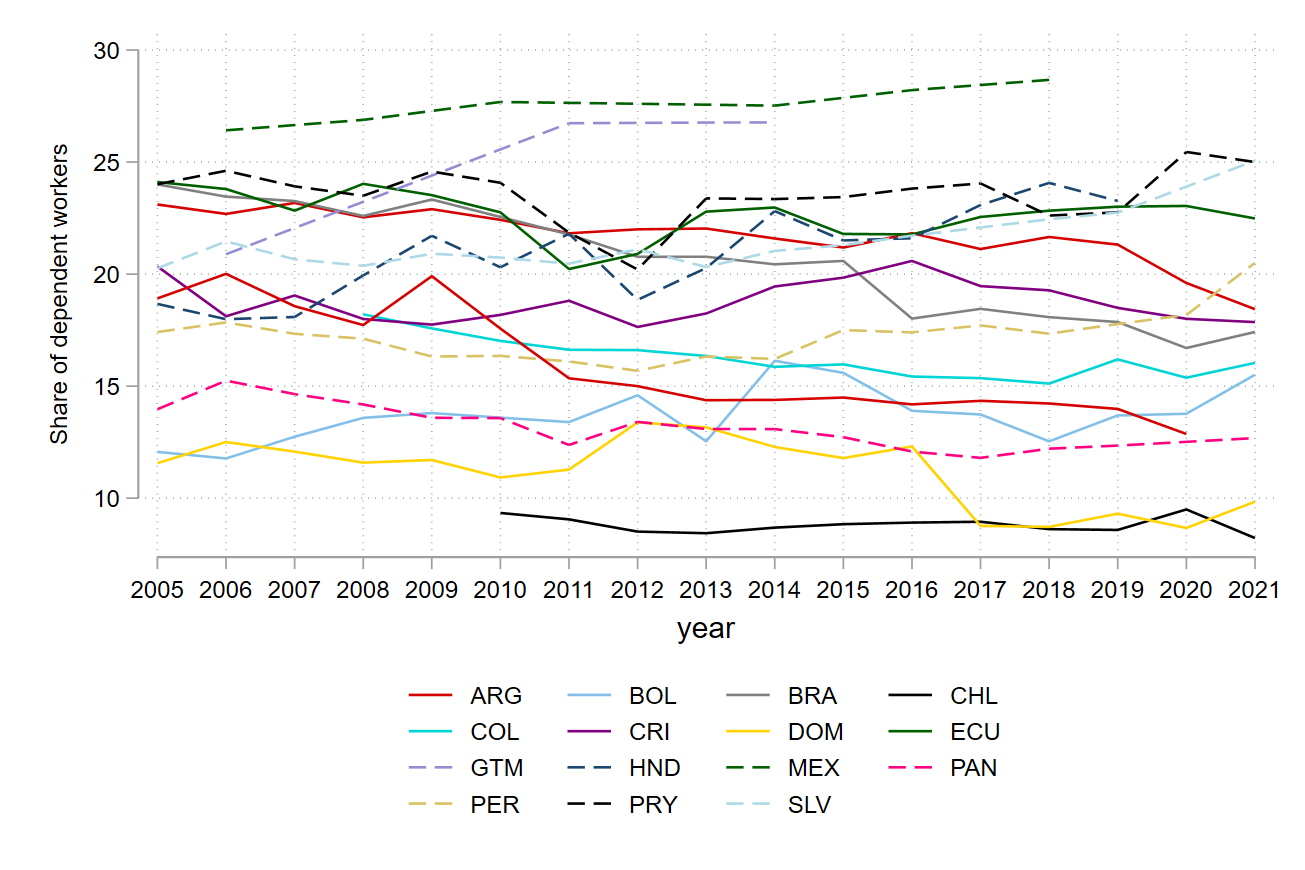 Share of dependent workers
30
25
20
15
10
2005 2006 2007 2008 2009 2010 2011 2012 2013 2014 2015 2016 2017 2018 2019 2020 2021
year
ARG BOL BRA CHL
COL CRI DOM ECU
GTM HND MEX PAN
PER PRY SLV